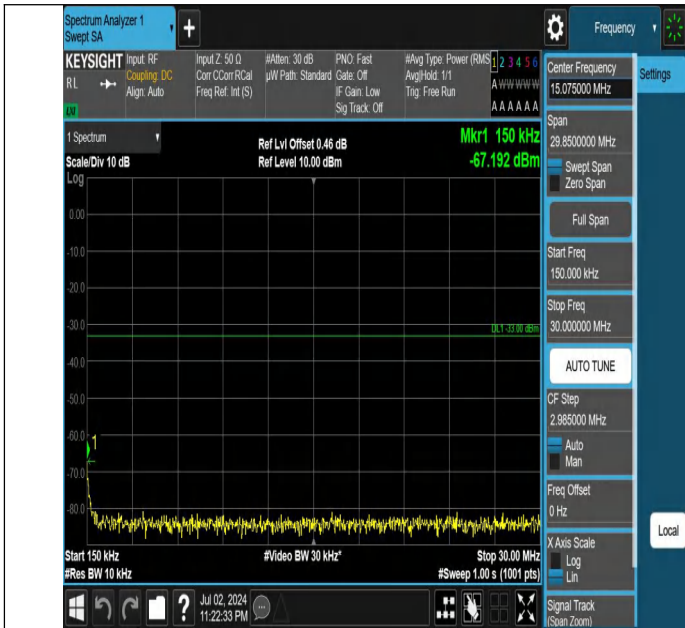 Spectrum Analyzer 1
Swept SA
+
Frequency
KEYSIGHT
RL
LXI
Input: RF
Coupling: DC
Align: Auto
Input Z: 50 Ω
Corr CCorr RCal
Freq Ref: Int (S)
#Atten: 30 dB
µW Path: Standard
PNO: Fast
Gate: Off
IF Gain: Low
Sig Track: Off
#Avg Type: Power (RMS
Avg|Hold: 1/1
Trig: Free Run
1 2 3 4 5 6
A W W W W W
A A A A A A
1 Spectrum
Scale/Div 10 dB
Ref Lvl Offset 0.46 dB
Ref Level 10.00 dBm
Mkr1 150 kHz
-67.192 dBm
Log
0.00
-10.0
-20.0
-30.0
DL1 -33.00 dBm
-40.0
-50.0
-60.0
1
-70.0
-80.0
Start 150 kHz
#Res BW 10 kHz
#Video BW 30 kHz*
Stop 30.00 MHz
#Sweep 1.00 s (1001 pts)
Center Frequency
15.075000 MHz
Settings
Span
29.8500000 MHz
Swept Span
Zero Span
Full Span
Start Freq
150.000 kHz
Stop Freq
30.000000 MHz
AUTO TUNE
CF Step
2.985000 MHz
Auto
Man
Freq Offset
0 Hz
X Axis Scale
Log
Lin
Signal Track
(Span Zoom)
Local
?
Jul 02, 2024
11:22:33 PM